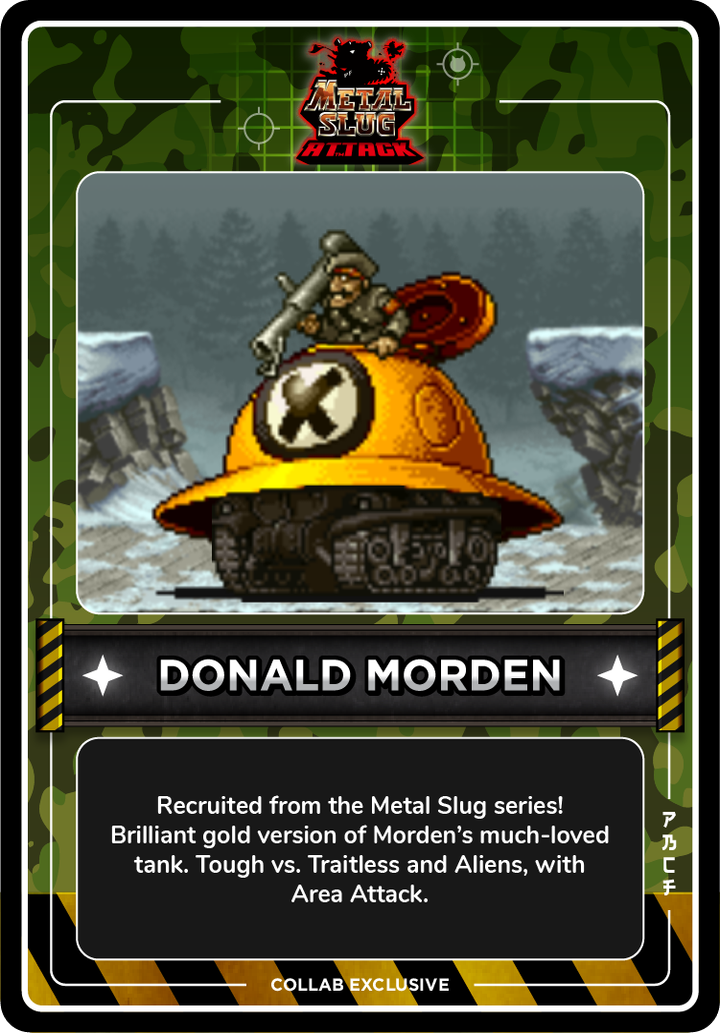 METAL
SLUG
ATTACK
DONALD MORDEN
Recruited from the Metal Slug series!
Brilliant gold version of Morden’s much-loved
tank. Tough vs. Traitless and Aliens, with
Area Attack.
COLLAB EXCLUSIVE